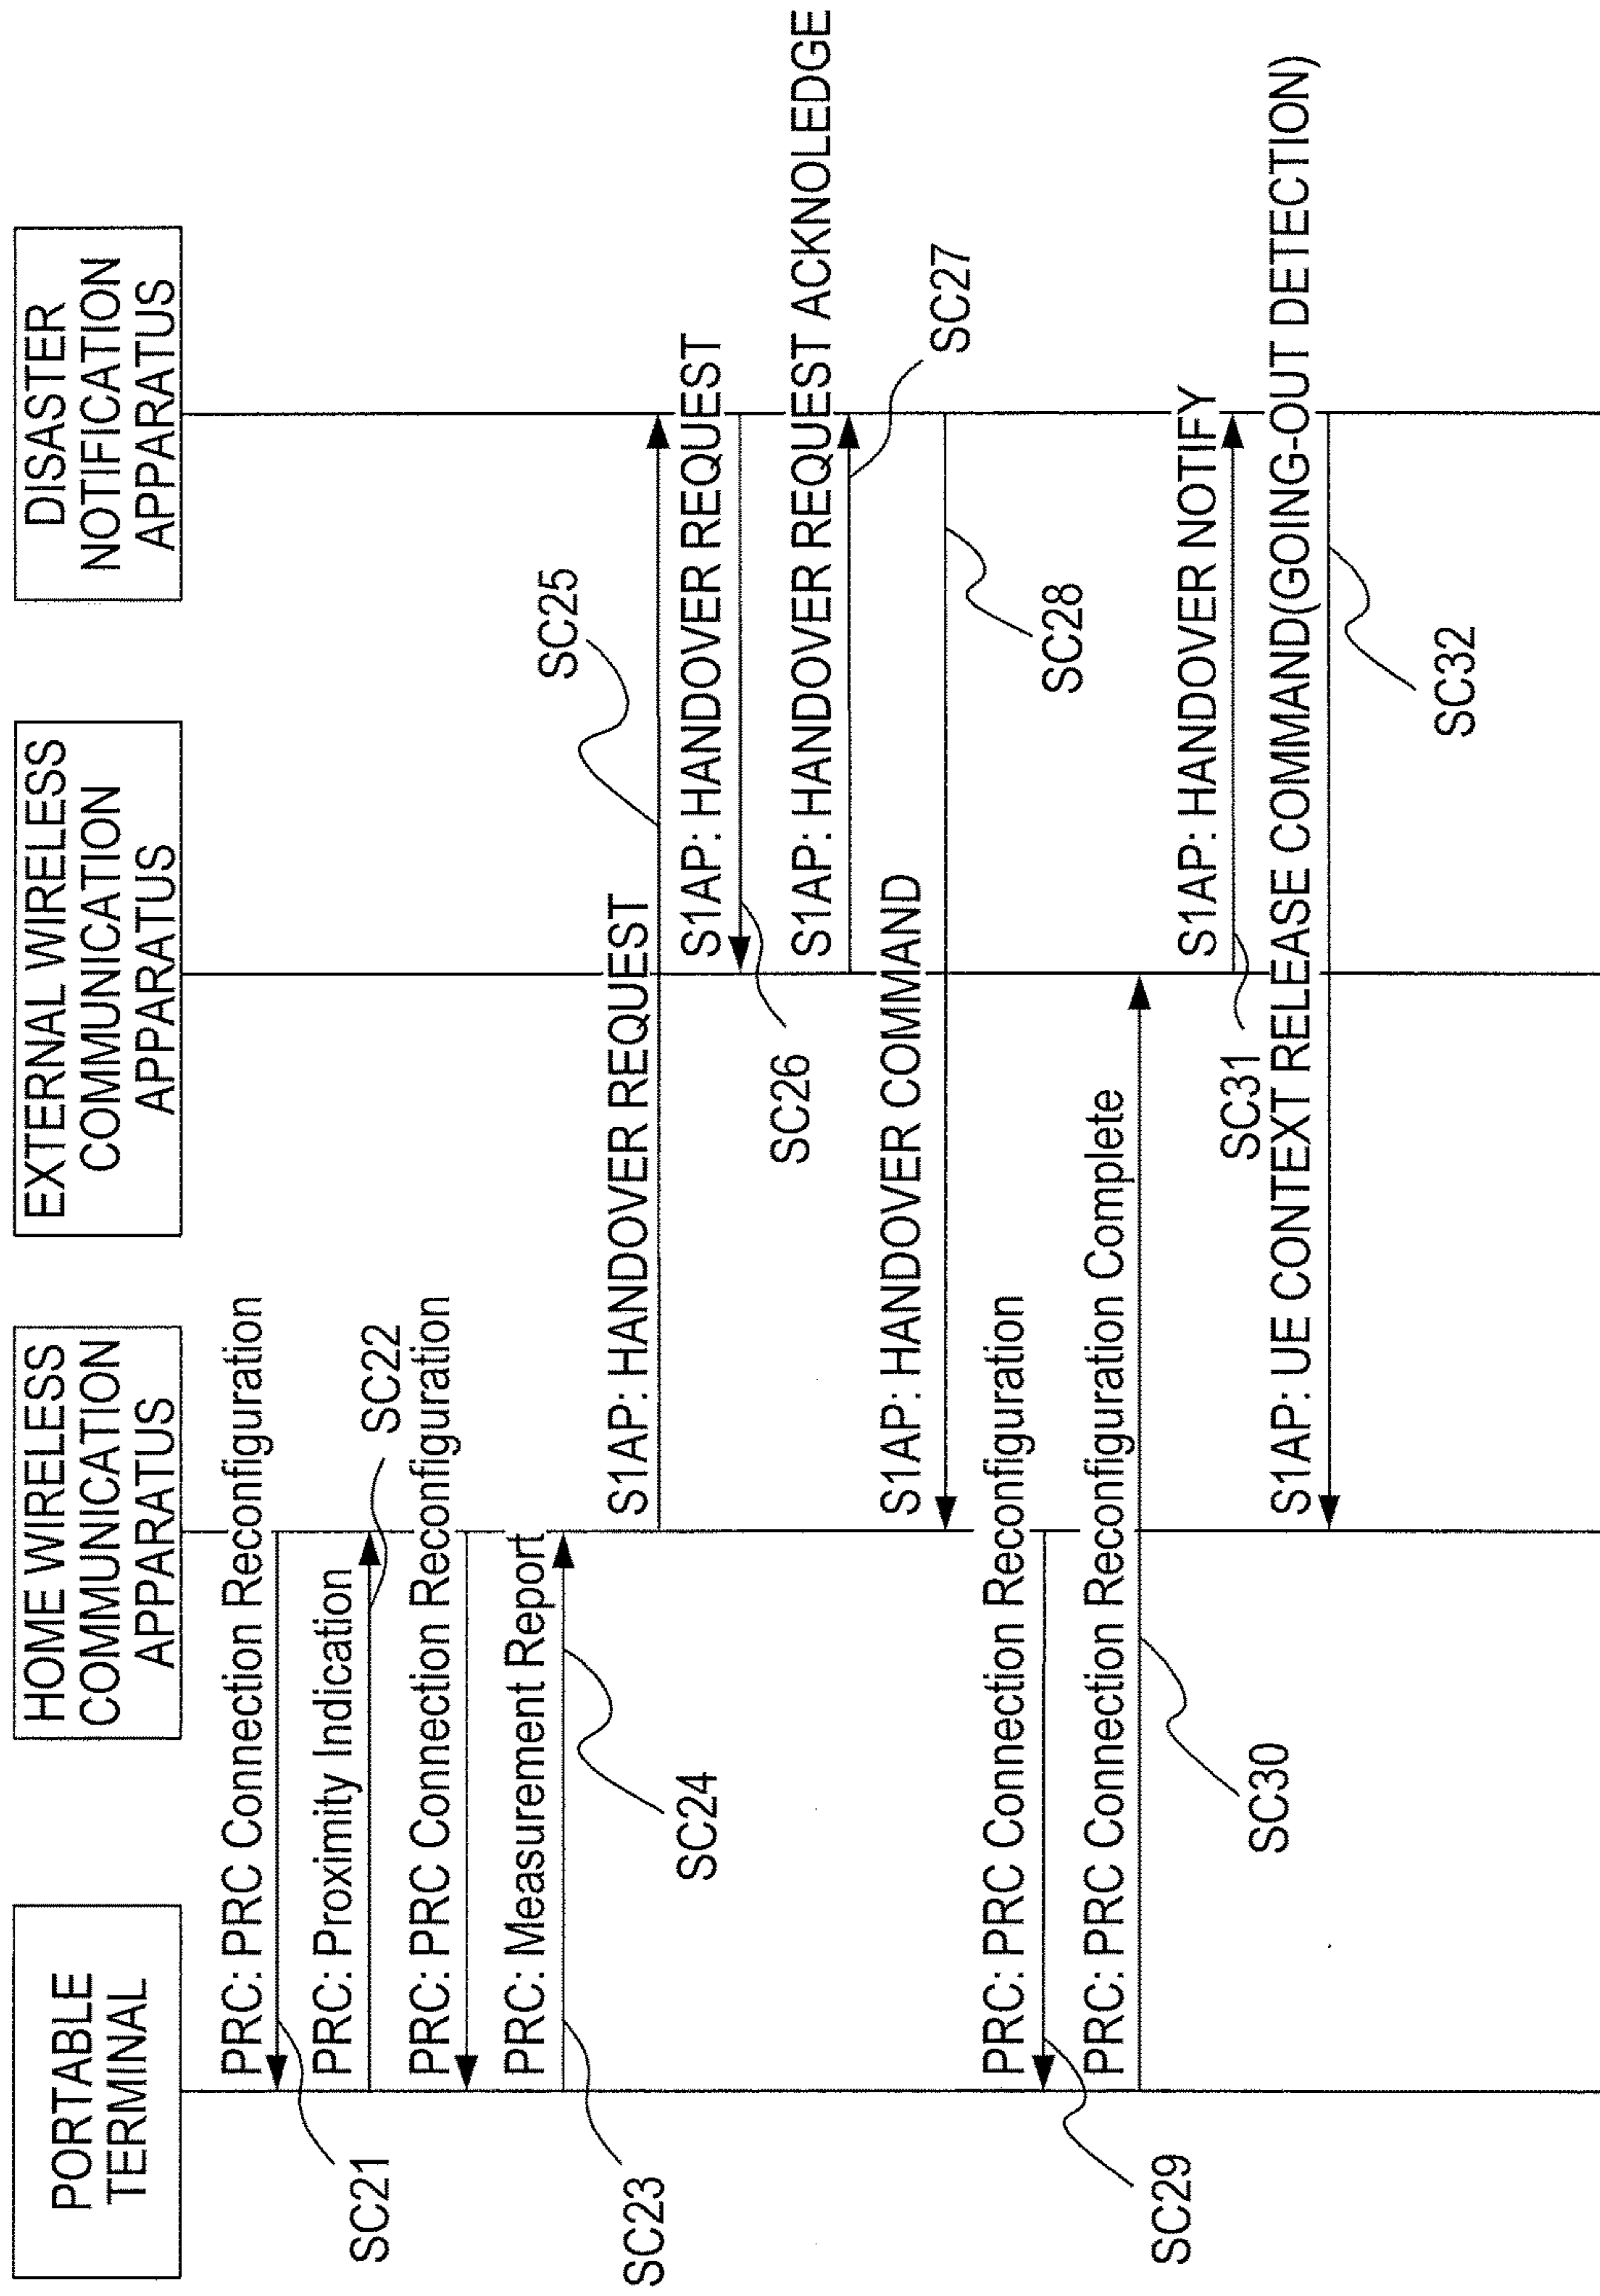 PORTABLE
TERMINAL
HOME WIRELESS
COMMUNICATION
APPARATUS
EXTERNAL WIRELESS
COMMUNICATION
APPARATUS
DISASTER
NOTIFICATION
APPARATUS
PRC: PRC Connection Reconfiguration
SC21
PRC: Proximity Indication
SC22
PRC: PRC Connection Reconfiguration
SC23
PRC: Measurement Report
SC24
S1AP: HANDOVER REQUEST
SC25
S1AP: HANDOVER REQUEST
SC26
S1AP: HANDOVER REQUEST ACKNOLEDGE
SC27
S1AP: HANDOVER COMMAND
SC28
PRC: PRC Connection Reconfiguration
SC29
PRC: PRC Connection Reconfiguration Complete
SC30
S1AP: HANDOVER NOTIFY
SC31
S1AP: UE CONTEXT RELEASE COMMAND(GOING-OUT DETECTION)
SC32